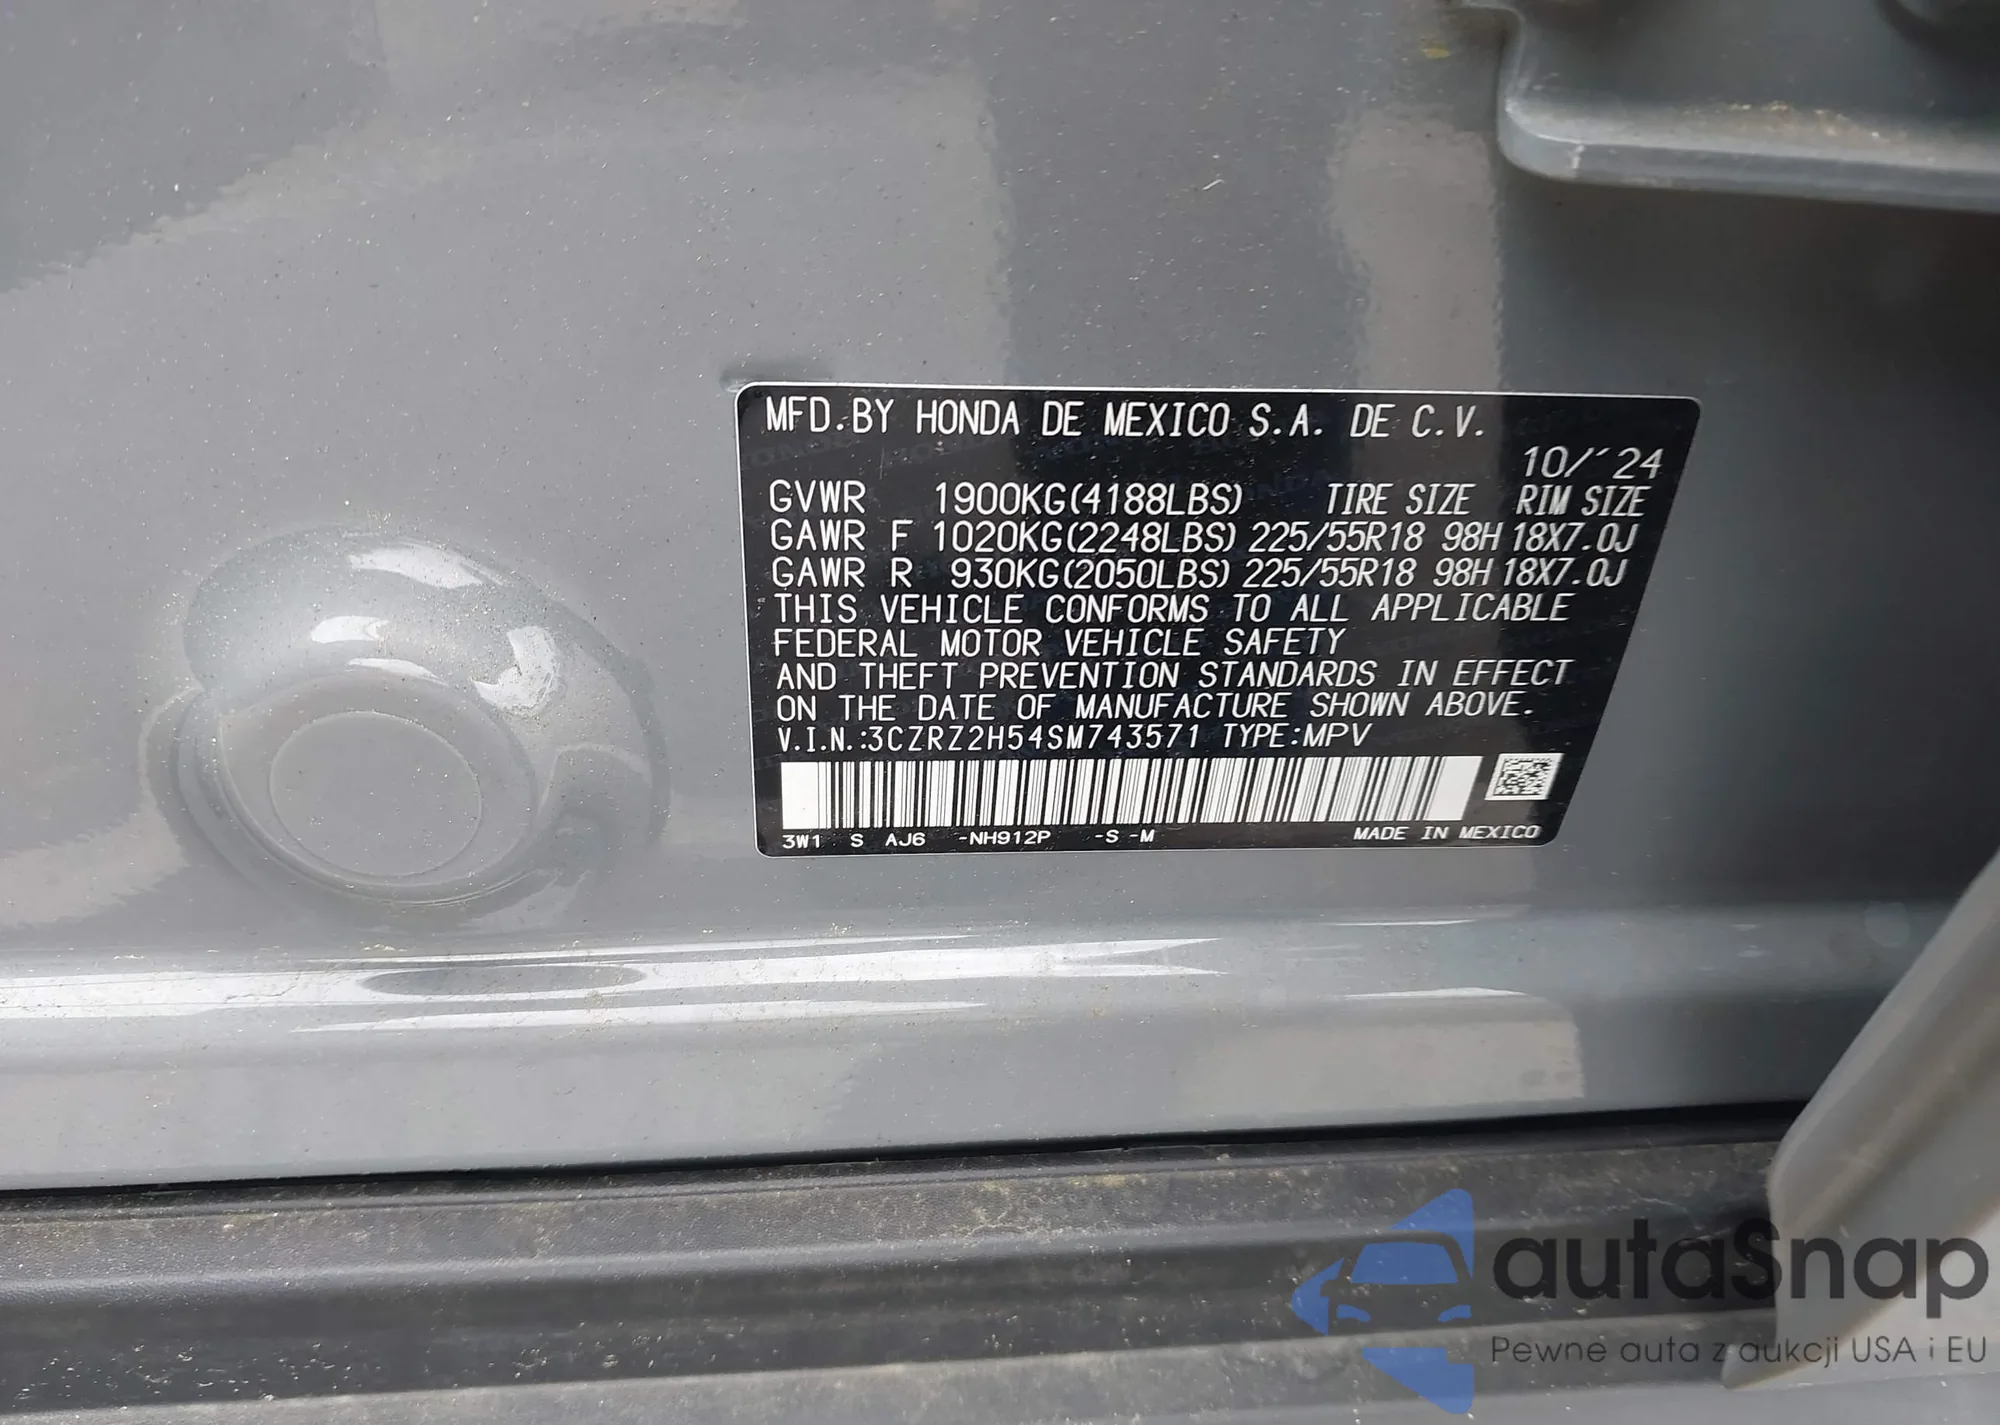 MFD.BY HONDA DE MEXICO S.A. DE C.V.
10/´24
GVWR 1900KG(4188LBS) TIRE SIZE RIM SIZE
GAWR F 1020KG(2248LBS) 225/55R18 98H 18X7.0J
GAWR R 930KG(2050LBS) 225/55R18 98H 18X7.0J
THIS VEHICLE CONFORMS TO ALL APPLICABLE
FEDERAL MOTOR VEHICLE SAFETY
AND THEFT PREVENTION STANDARDS IN EFFECT
ON THE DATE OF MANUFACTURE SHOWN ABOVE.
V.I.N.:3CZRZ2H54SM743571 TYPE:MPV
3W1 S AJ6 -NH912P -S -M MADE IN MEXICO
autaSnap
Pewne auta z aukcji USA i EU